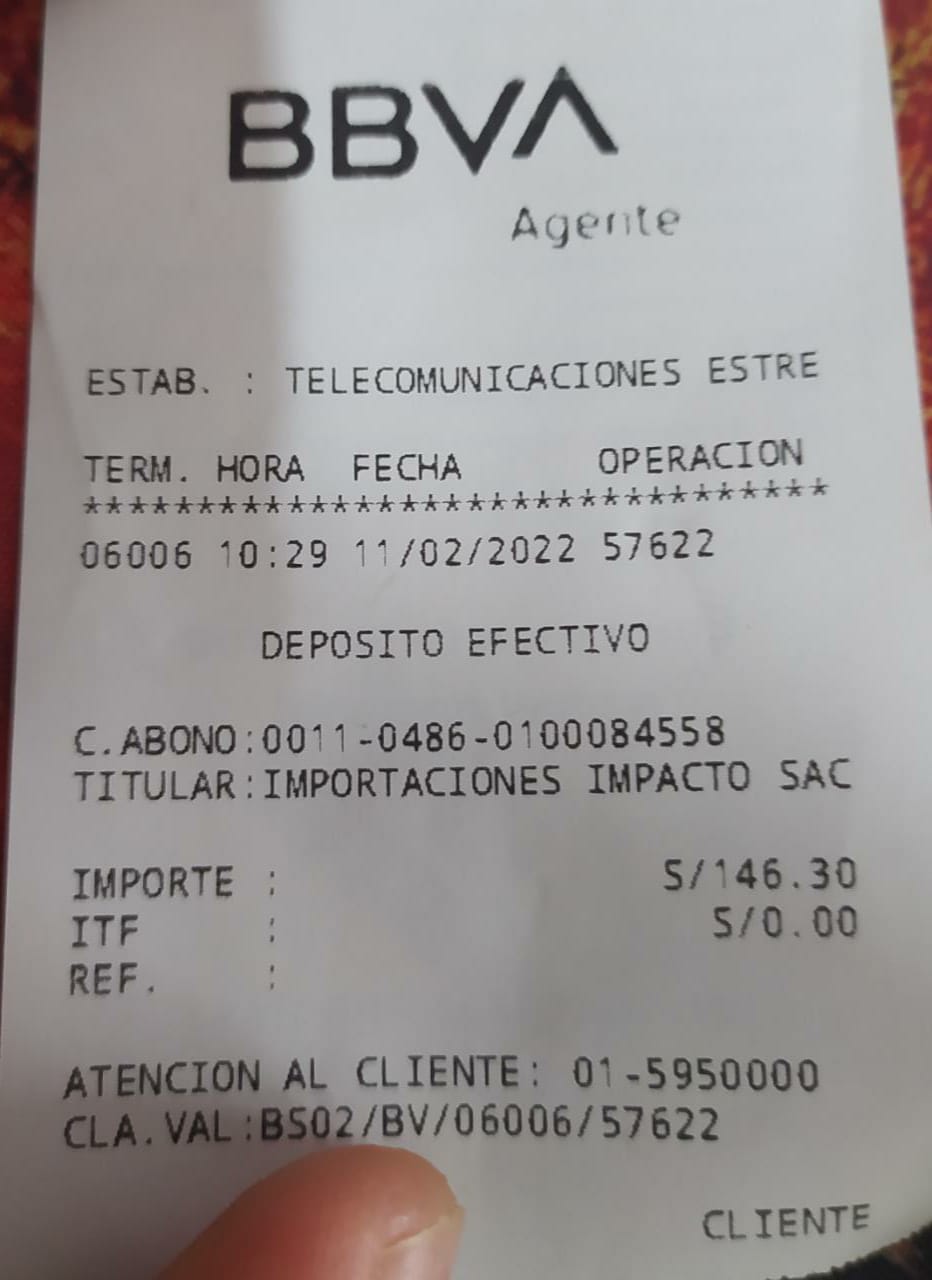 BBVA
Agente
ESTAB. : TELECOMUNICACIONES ESTRE
TERM. HORA FECHA OPERACION
*********************************
06006 10:29 11/02/2022 57622
DEPOSITO EFECTIVO
C.ABONO:0011-0486-0100084558
TITULAR:IMPORTACIONES IMPACTO SAC
IMPORTE : S/146.30
ITF : S/0.00
REF. :
ATENCION AL CLIENTE: 01-5950000
CLA.VAL:BS02/BV/06006/57622
CLIENTE